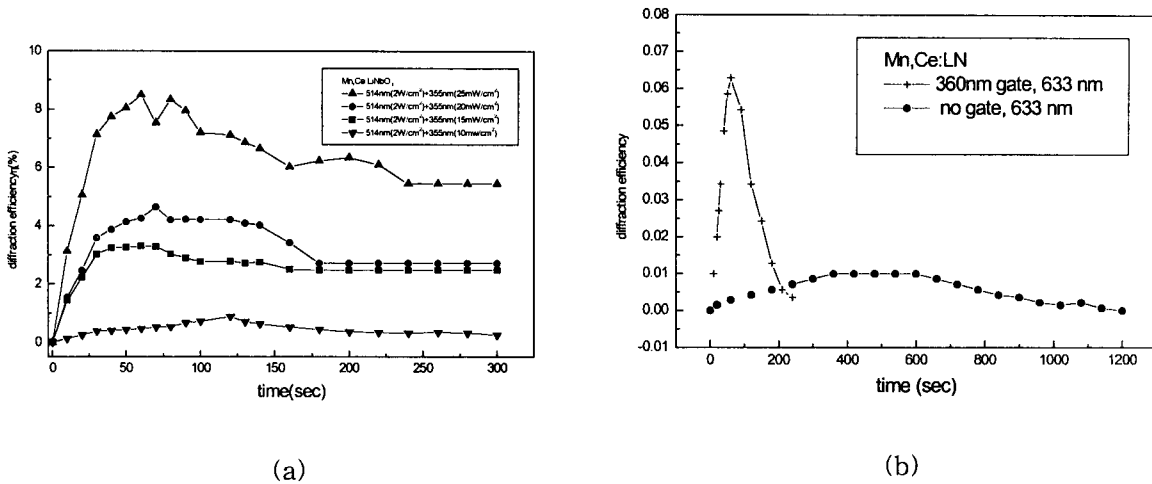 10
8
6
4
2
0
diffraction efficiencyη(%)
Mn,Ce LiNbO₃
514nm(2W/cm²)+355nm(25mW/cm²)
514nm(2W/cm²)+355nm(20mW/cm²)
514nm(2W/cm²)+355nm(15mW/cm²)
514nm(2W/cm²)+355nm(10mw/cm²)
0 50 100 150 200 250 300
time(sec)
(a)
0.08
0.07
0.06
0.05
0.04
0.03
0.02
0.01
0.00
-0.01
diffraction efficiency
Mn,Ce:LN
360nm gate, 633 nm
no gate, 633 nm
0 200 400 600 800 1000 1200
time (sec)
(b)